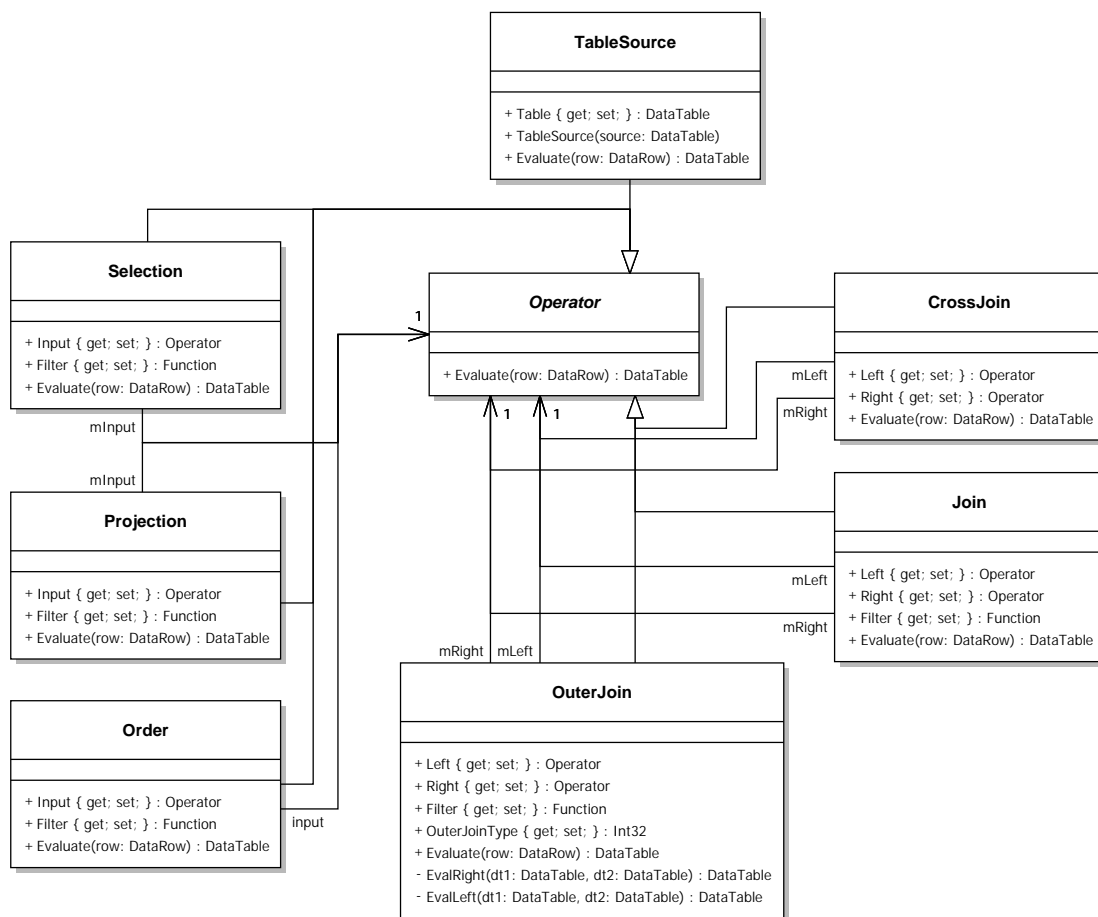 TableSource
+ Table { get; set; } : DataTable
+ TableSource(source: DataTable)
+ Evaluate(row: DataRow) : DataTable
Selection
+ Input { get; set; } : Operator
+ Filter { get; set; } : Function
+ Evaluate(row: DataRow) : DataTable
mInput
1
Operator
+ Evaluate(row: DataRow) : DataTable
1
1
CrossJoin
+ Left { get; set; } : Operator
+ Right { get; set; } : Operator
+ Evaluate(row: DataRow) : DataTable
mLeft
mRight
mInput
Projection
+ Input { get; set; } : Operator
+ Filter { get; set; } : Function
+ Evaluate(row: DataRow) : DataTable
Join
+ Left { get; set; } : Operator
+ Right { get; set; } : Operator
+ Filter { get; set; } : Function
+ Evaluate(row: DataRow) : DataTable
mLeft
mRight
mRight
mLeft
Order
+ Input { get; set; } : Operator
+ Filter { get; set; } : Function
+ Evaluate(row: DataRow) : DataTable
input
OuterJoin
+ Left { get; set; } : Operator
+ Right { get; set; } : Operator
+ Filter { get; set; } : Function
+ OuterJoinType { get; set; } : Int32
+ Evaluate(row: DataRow) : DataTable
- EvalRight(dt1: DataTable, dt2: DataTable) : DataTable
- EvalLeft(dt1: DataTable, dt2: DataTable) : DataTable